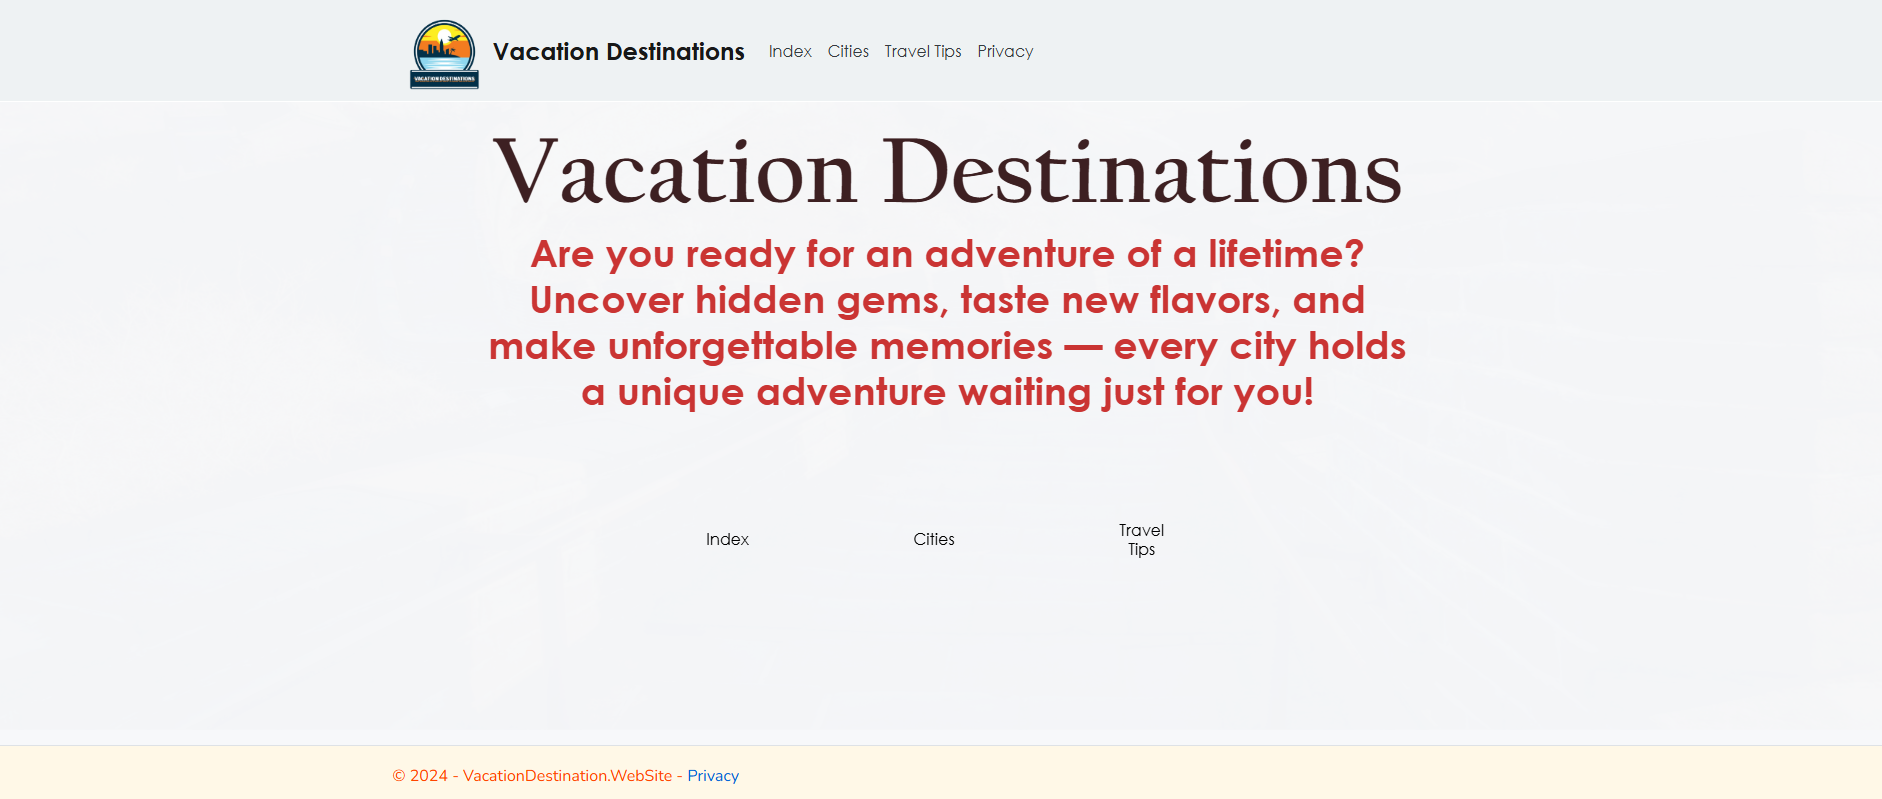 VACATION DESTINATIONS
Vacation Destinations Index Cities Travel Tips Privacy
Vacation Destinations
Are you ready for an adventure of a lifetime?
Uncover hidden gems, taste new flavors, and
make unforgettable memories — every city holds
a unique adventure waiting just for you!
Index Cities Travel
Tips
© 2024 - VacationDestination.WebSite - Privacy